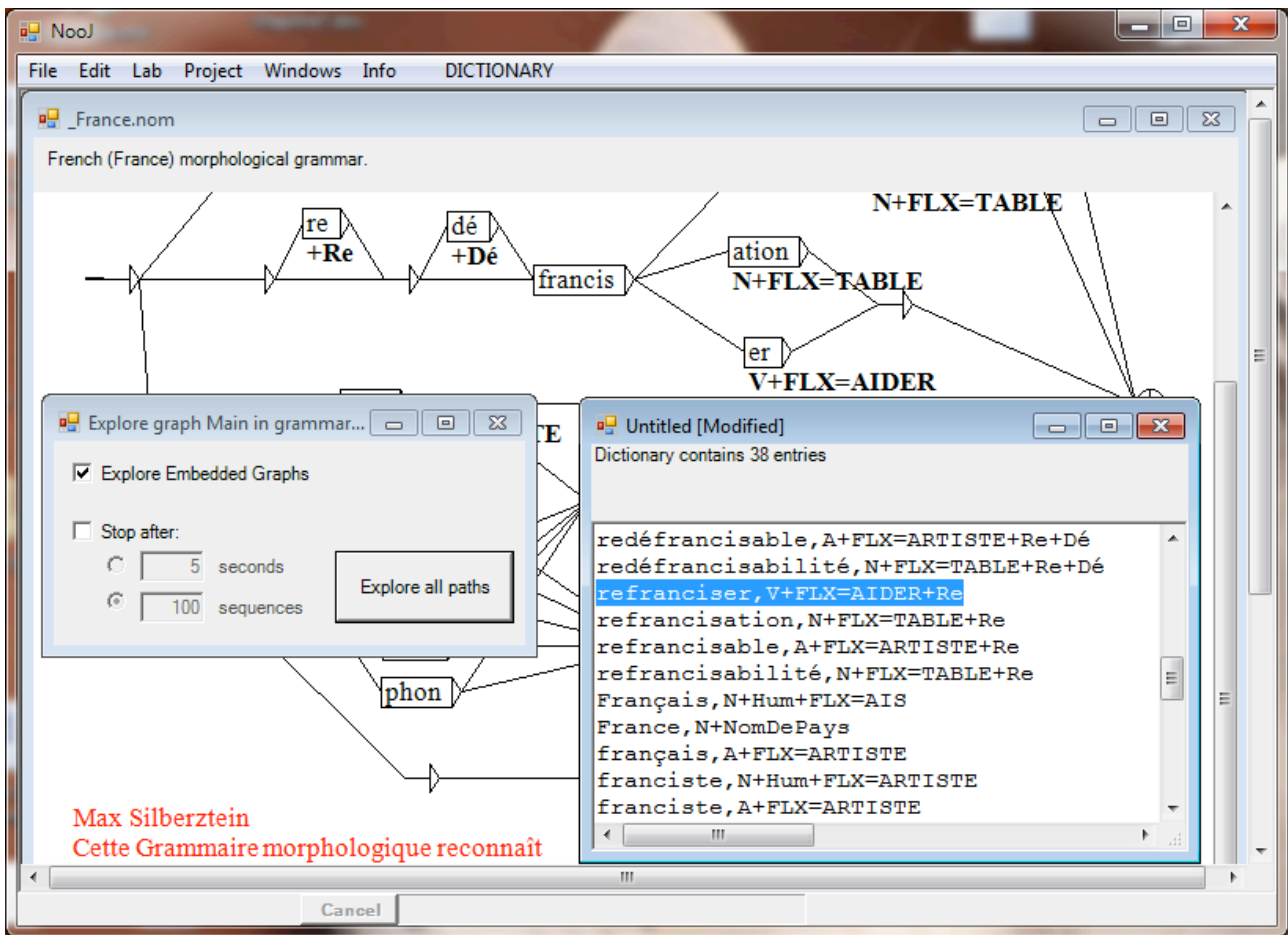 NooJ
File Edit Lab Project Windows Info DICTIONARY
_France.nom
French (France) morphological grammar.
N+FLX=TABLE
re
+Re
dé
+Dé
francis
ation
N+FLX=TABLE
er
V+FLX=AIDER
TE
phon
Explore graph Main in grammar...
Explore Embedded Graphs
Stop after:
5 seconds
100 sequences
Explore all paths
Untitled [Modified]
Dictionary contains 38 entries
redéfrancisable,A+FLX=ARTISTE+Re+Dé
redéfrancisabilité,N+FLX=TABLE+Re+Dé
refranciser,V+FLX=AIDER+Re
refrancisation,N+FLX=TABLE+Re
refrancisable,A+FLX=ARTISTE+Re
refrancisabilité,N+FLX=TABLE+Re
Français,N+Hum+FLX=AIS
France,N+NomDePays
français,A+FLX=ARTISTE
franciste,N+Hum+FLX=ARTISTE
franciste,A+FLX=ARTISTE
Max Silberztein
Cette Grammaire morphologique reconnaît
Cancel